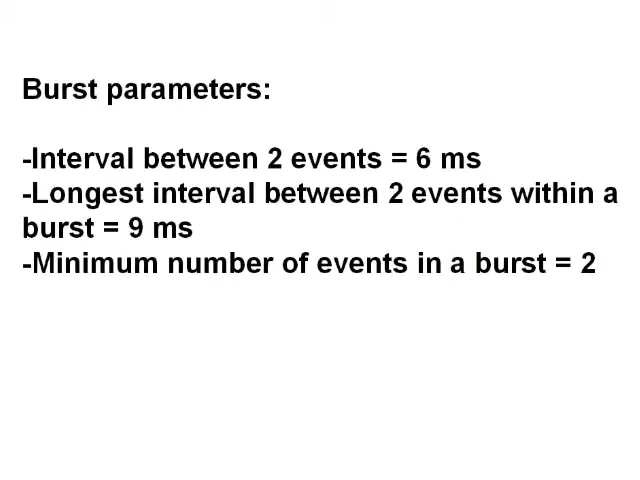 Burst parameters:
-Interval between 2 events = 6 ms
-Longest interval between 2 events within a
burst = 9 ms
-Minimum number of events in a burst = 2